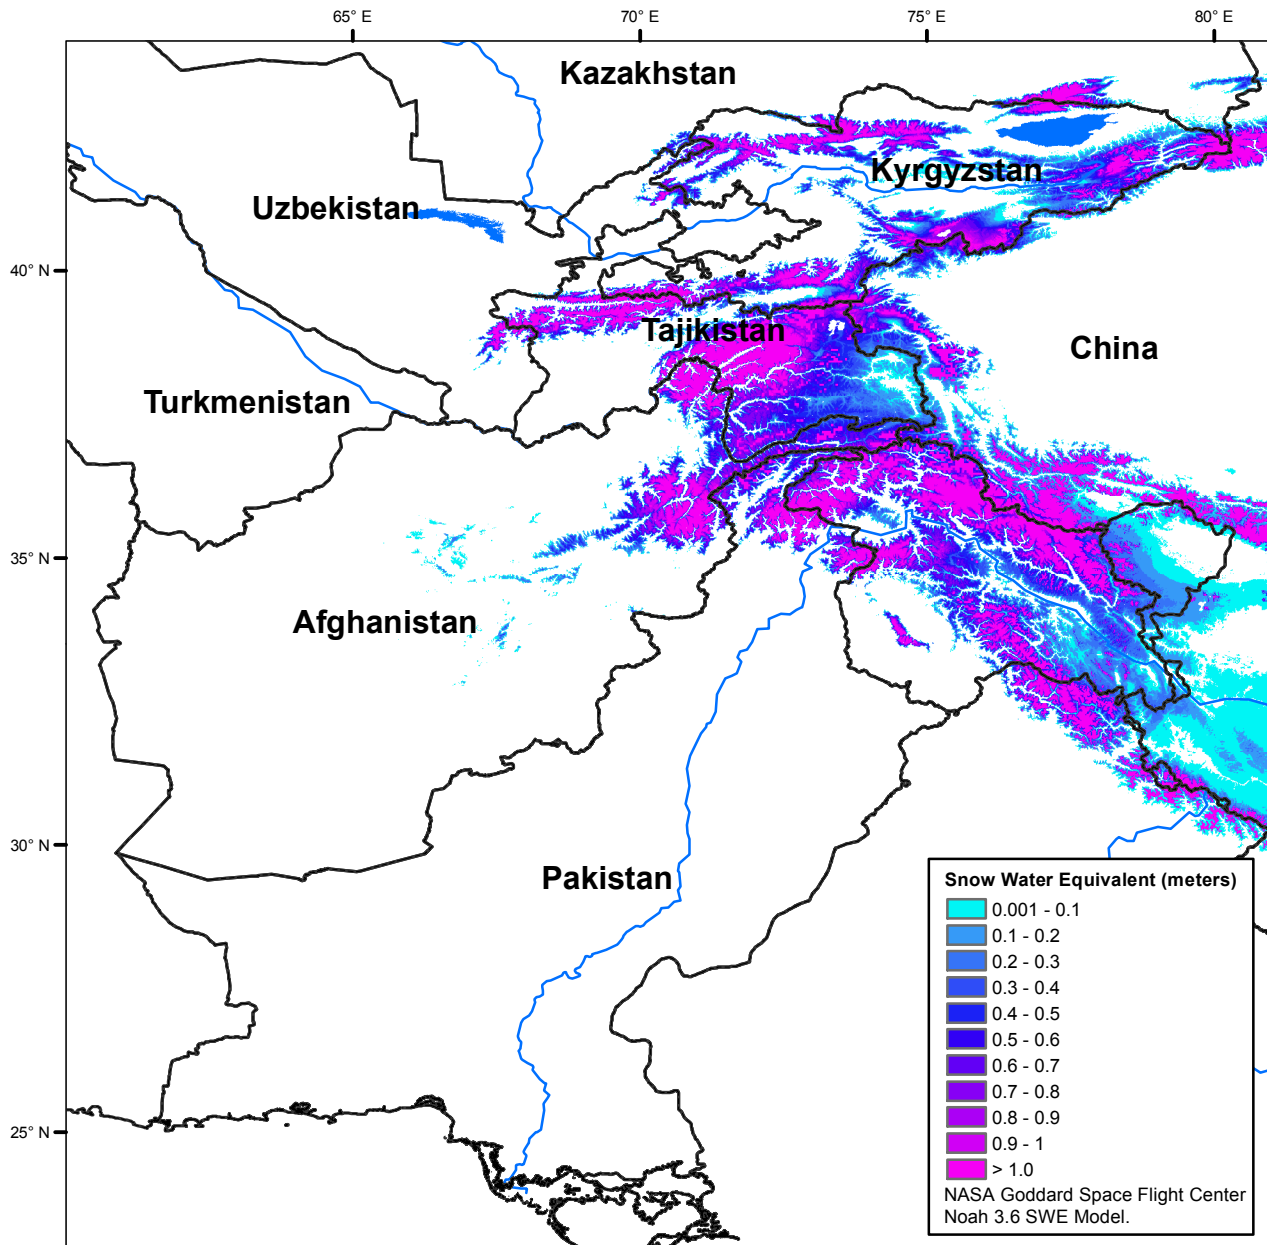 65° E
70° E
75° E
80° E
Kazakhstan
Kyrgyzstan
Uzbekistan
40° N
Tajikistan
China
Turkmenistan
35° N
Afghanistan
30° N
Pakistan
25° N
Snow Water Equivalent (meters)
0.001 - 0.1
0.1 - 0.2
0.2 - 0.3
0.3 - 0.4
0.4 - 0.5
0.5 - 0.6
0.6 - 0.7
0.7 - 0.8
0.8 - 0.9
0.9 - 1
> 1.0
NASA Goddard Space Flight Center
Noah 3.6 SWE Model.